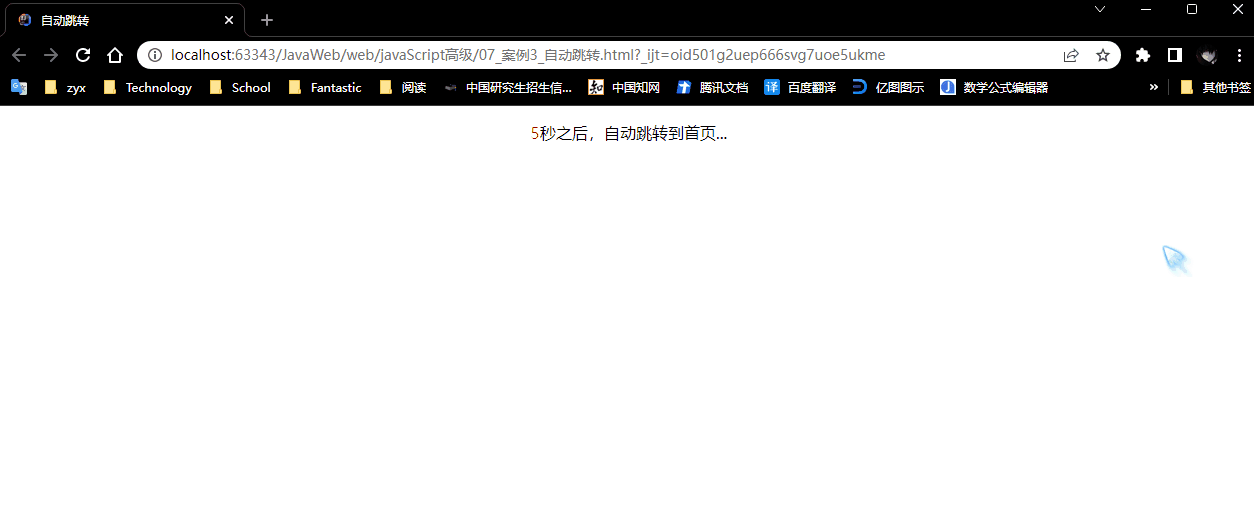 自动跳转
localhost:63343/JavaWeb/web/javaScript高级/07_案例3_自动跳转.html?_ijt=oid501g2uep666svg7uoe5ukme
zyx Technology School Fantastic 阅读 中国研究生招生信... 中国知网 腾讯文档 译 百度翻译 亿图图示 数学公式编辑器 » 其他书签
5秒之后，自动跳转到首页...